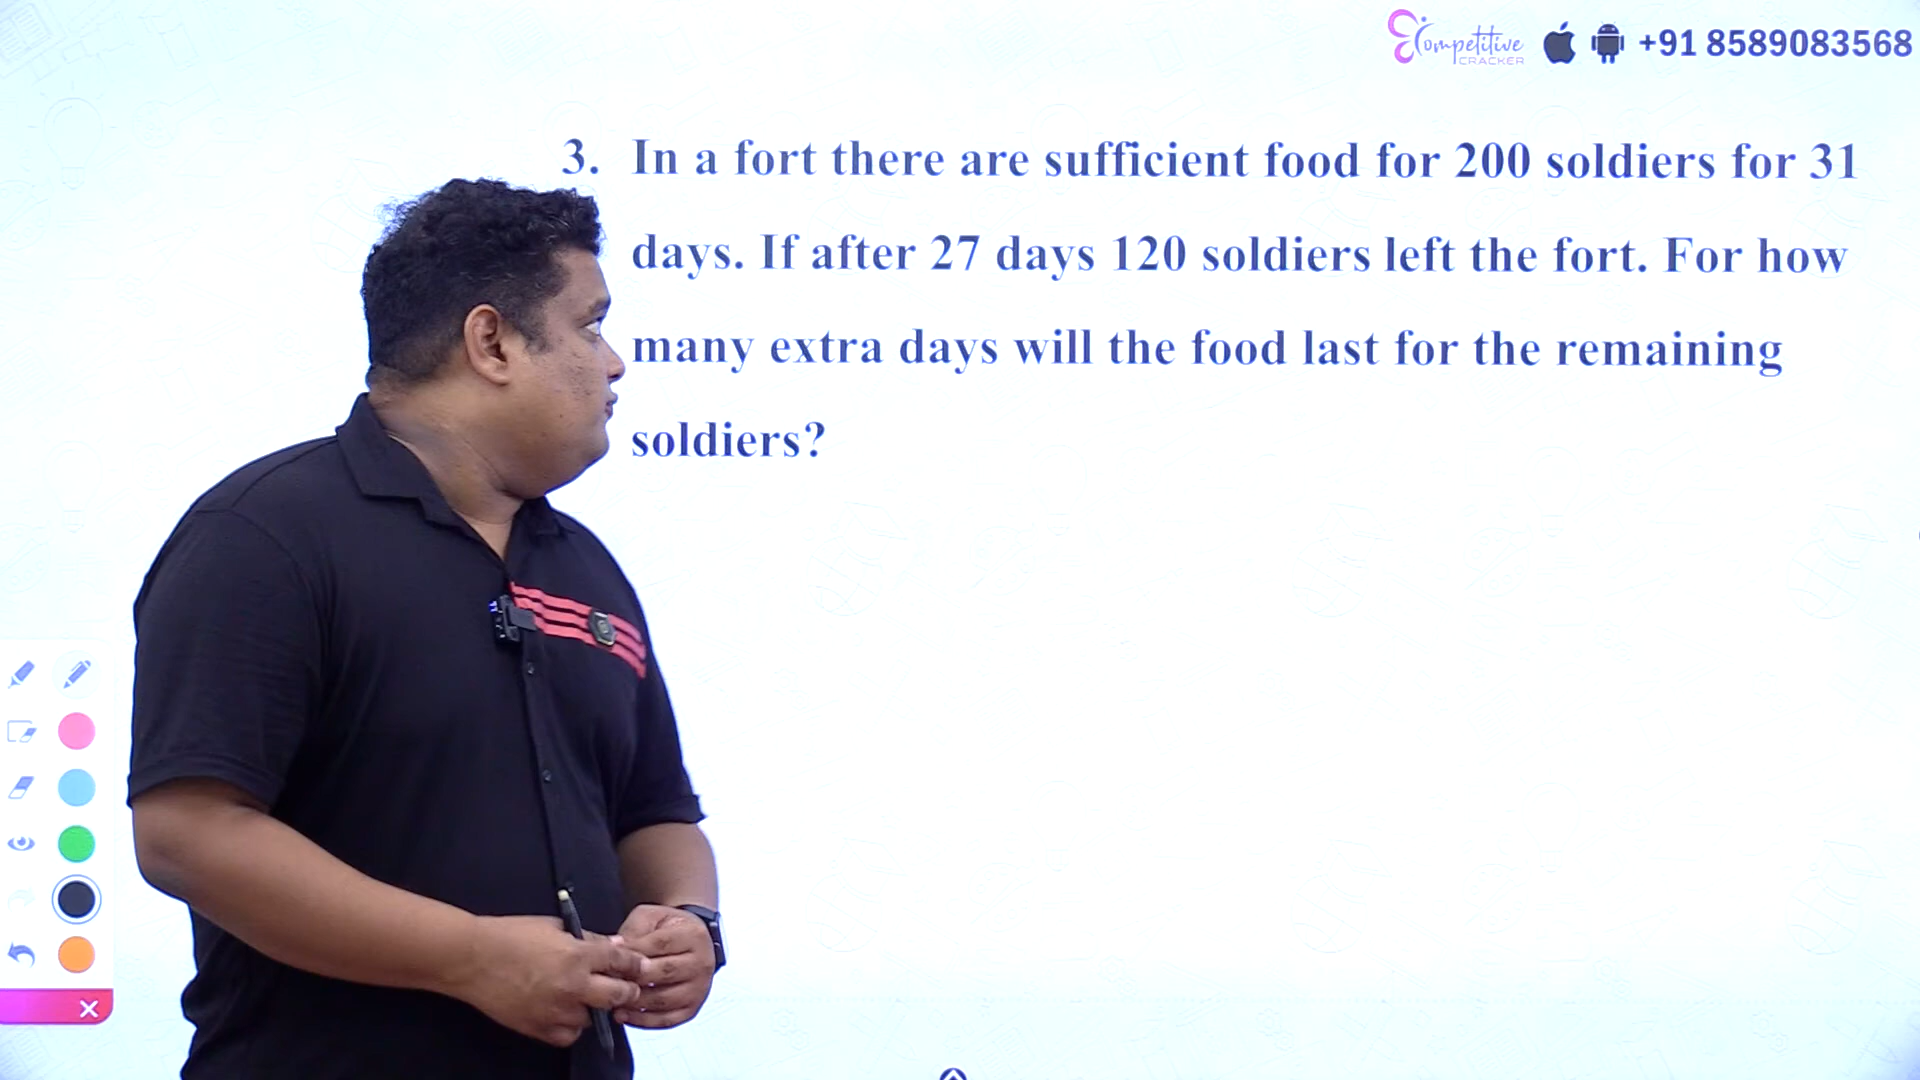 Competitive
CRACKER
+91 8589083568
3. In a fort there are sufficient food for 200 soldiers for 31
days. If after 27 days 120 soldiers left the fort. For how
many extra days will the food last for the remaining
soldiers?